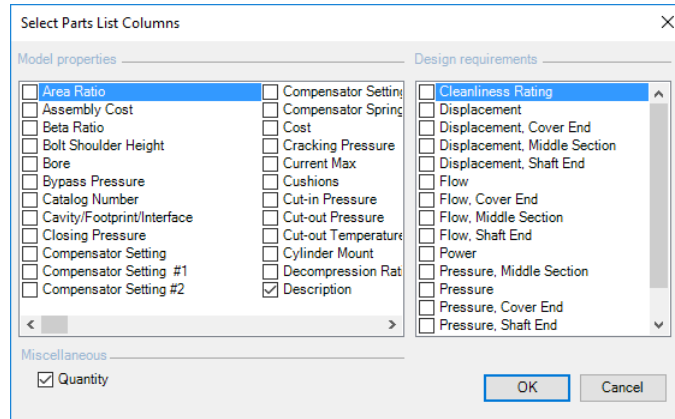 Select Parts List Columns
Model properties
Area Ratio
Assembly Cost
Beta Ratio
Bolt Shoulder Height
Bore
Bypass Pressure
Catalog Number
Cavity/Footprint/Interface
Closing Pressure
Compensator Setting
Compensator Setting #1
Compensator Setting #2
Compensator Setting
Compensator Spring
Cost
Cracking Pressure
Current Max
Cushions
Cut-in Pressure
Cut-out Pressure
Cut-out Temperature
Cylinder Mount
Decompression Rat
Description
Design requirements
Cleanliness Rating
Displacement
Displacement, Cover End
Displacement, Middle Section
Displacement, Shaft End
Flow
Flow, Cover End
Flow, Middle Section
Flow, Shaft End
Power
Pressure, Middle Section
Pressure
Pressure, Cover End
Pressure, Shaft End
Miscellaneous
Quantity
OK
Cancel